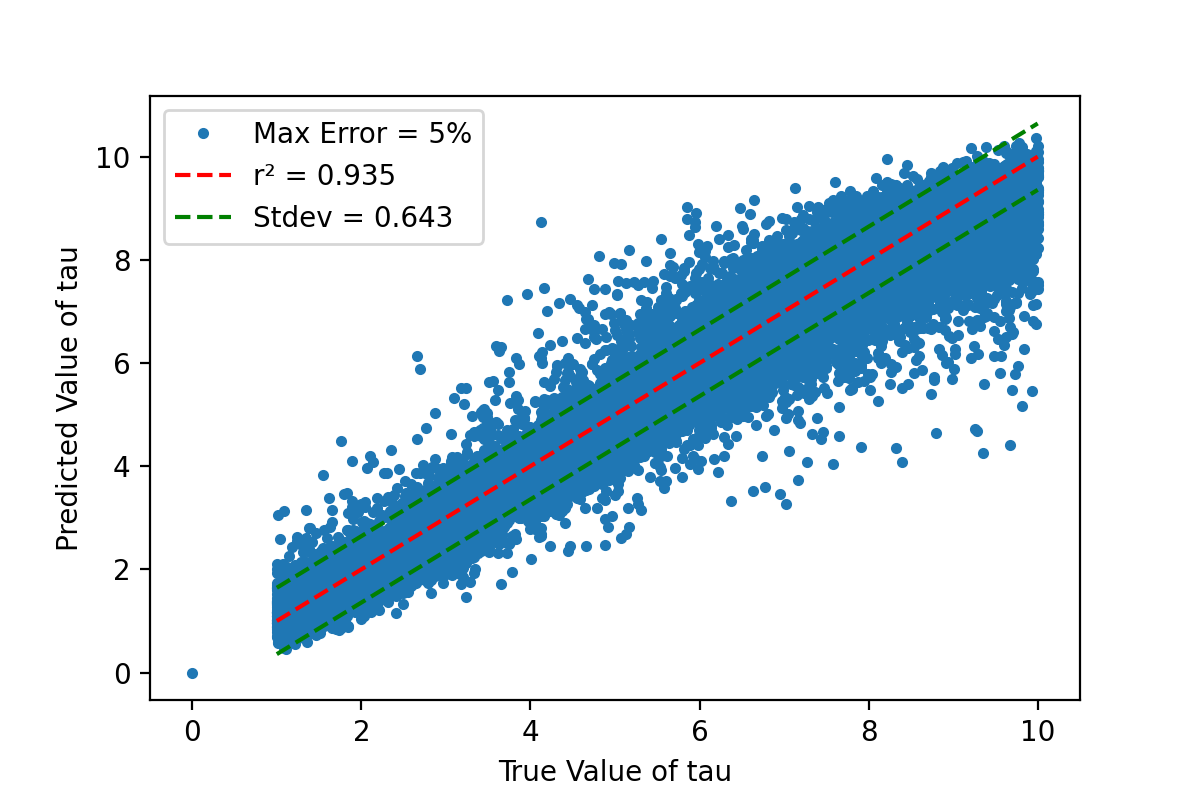 Max Error = 5%
r² = 0.935
Stdev = 0.643
Predicted Value of tau
10
8
6
4
2
0
0 2 4 6 8 10
True Value of tau